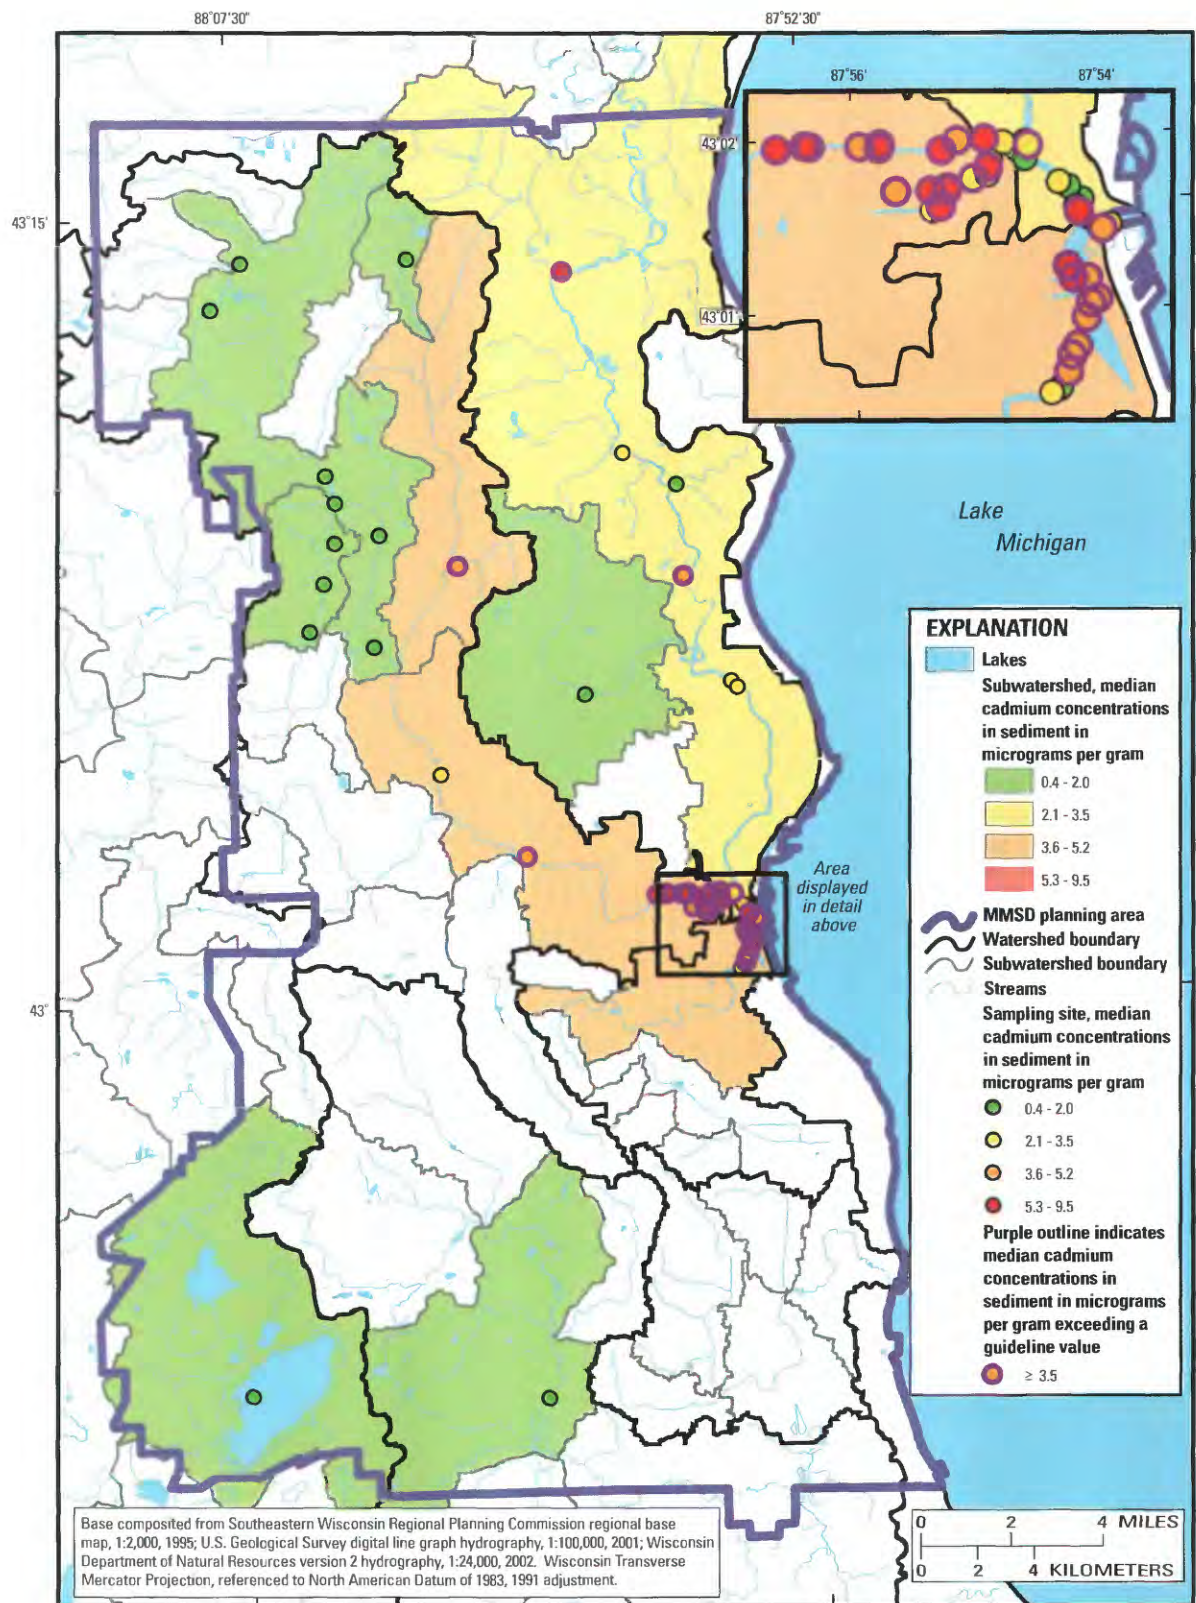 88°07'30"
87°52'30"
87°56'
87°54'
43°02'
43°15'
43°01'
Lake
Michigan
EXPLANATION
Lakes
Subwatershed, median
cadmium concentrations
in sediment in
micrograms per gram
0.4 - 2.0
2.1 - 3.5
3.6 - 5.2
5.3 - 9.5
MMSD planning area
Watershed boundary
Subwatershed boundary
Streams
Sampling site, median
cadmium concentrations
in sediment in
micrograms per gram
0.4 - 2.0
2.1 - 3.5
3.6 - 5.2
5.3 - 9.5
Purple outline indicates
median cadmium
concentrations in
sediment in micrograms
per gram exceeding a
guideline value
≥ 3.5
Area
displayed
in detail
above
43°
Base composited from Southeastern Wisconsin Regional Planning Commission regional base
map, 1:2,000, 1995; U.S. Geological Survey digital line graph hydrography, 1:100,000, 2001; Wisconsin
Department of Natural Resources version 2 hydrography, 1:24,000, 2002. Wisconsin Transverse
Mercator Projection, referenced to North American Datum of 1983, 1991 adjustment.
0 2 4 MILES
0 2 4 KILOMETERS